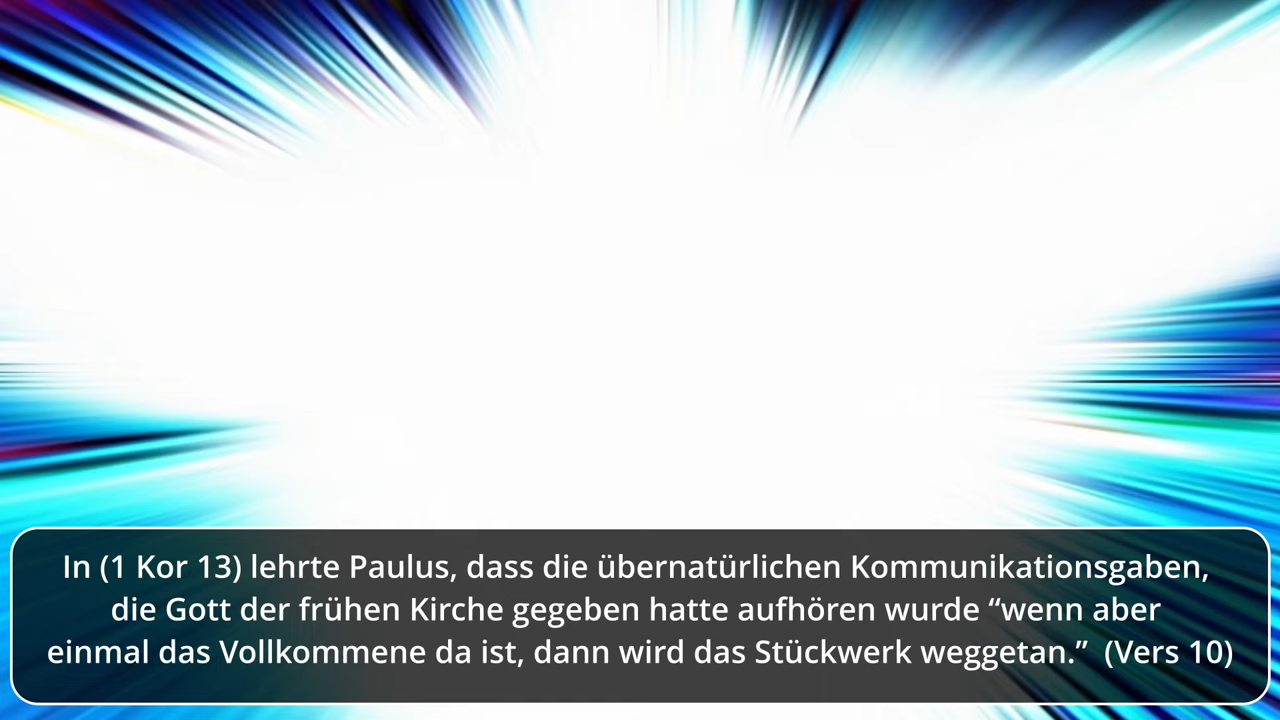 In (1 Kor 13) lehrte Paulus, dass die übernatürlichen Kommunikationsgaben,
die Gott der frühen Kirche gegeben hatte aufhören wurde “wenn aber
einmal das Vollkommene da ist, dann wird das Stückwerk weggetan.”  (Vers 10)